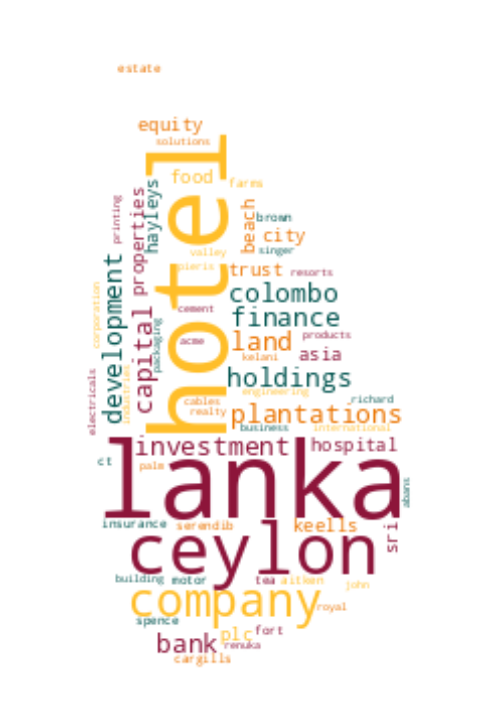 estate
equity
solutions
food
farms
hotel
hayleys
properties
printing
beach
brown
city
singer
valley
pieris
trust
resorts
development
corporation
capital
colombo
cement
finance
packaging
acme
land
products
kelani
asia
industries
electricals
holdings
engineering
cables
_richard
realty
plantations
business
international
investment
hospital
lanka
ct
palm
abans
insurance
serendib
keells
sri
ceylon
building
motor
tea
aitken
john
company
royal
spence
plc
fort
bank
renuka
cargills